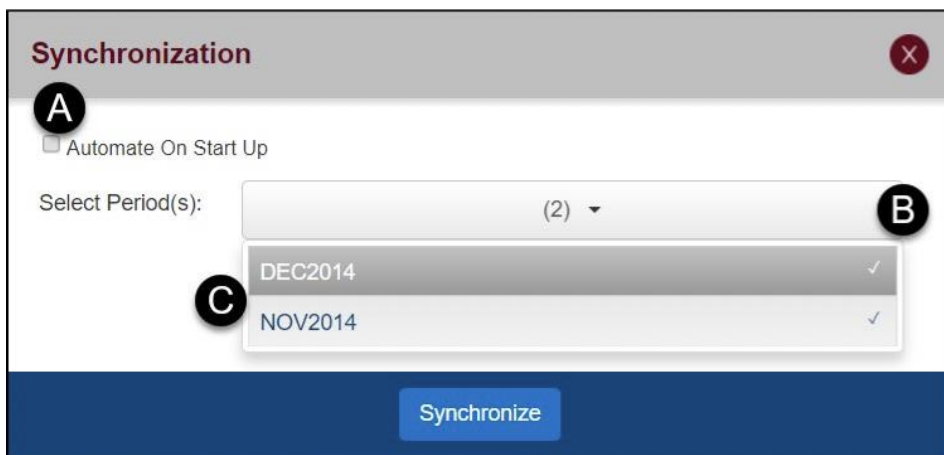 Synchronization
X
A
Automate On Start Up
Select Period(s):
(2)
B
DEC2014
C
NOV2014
Synchronize